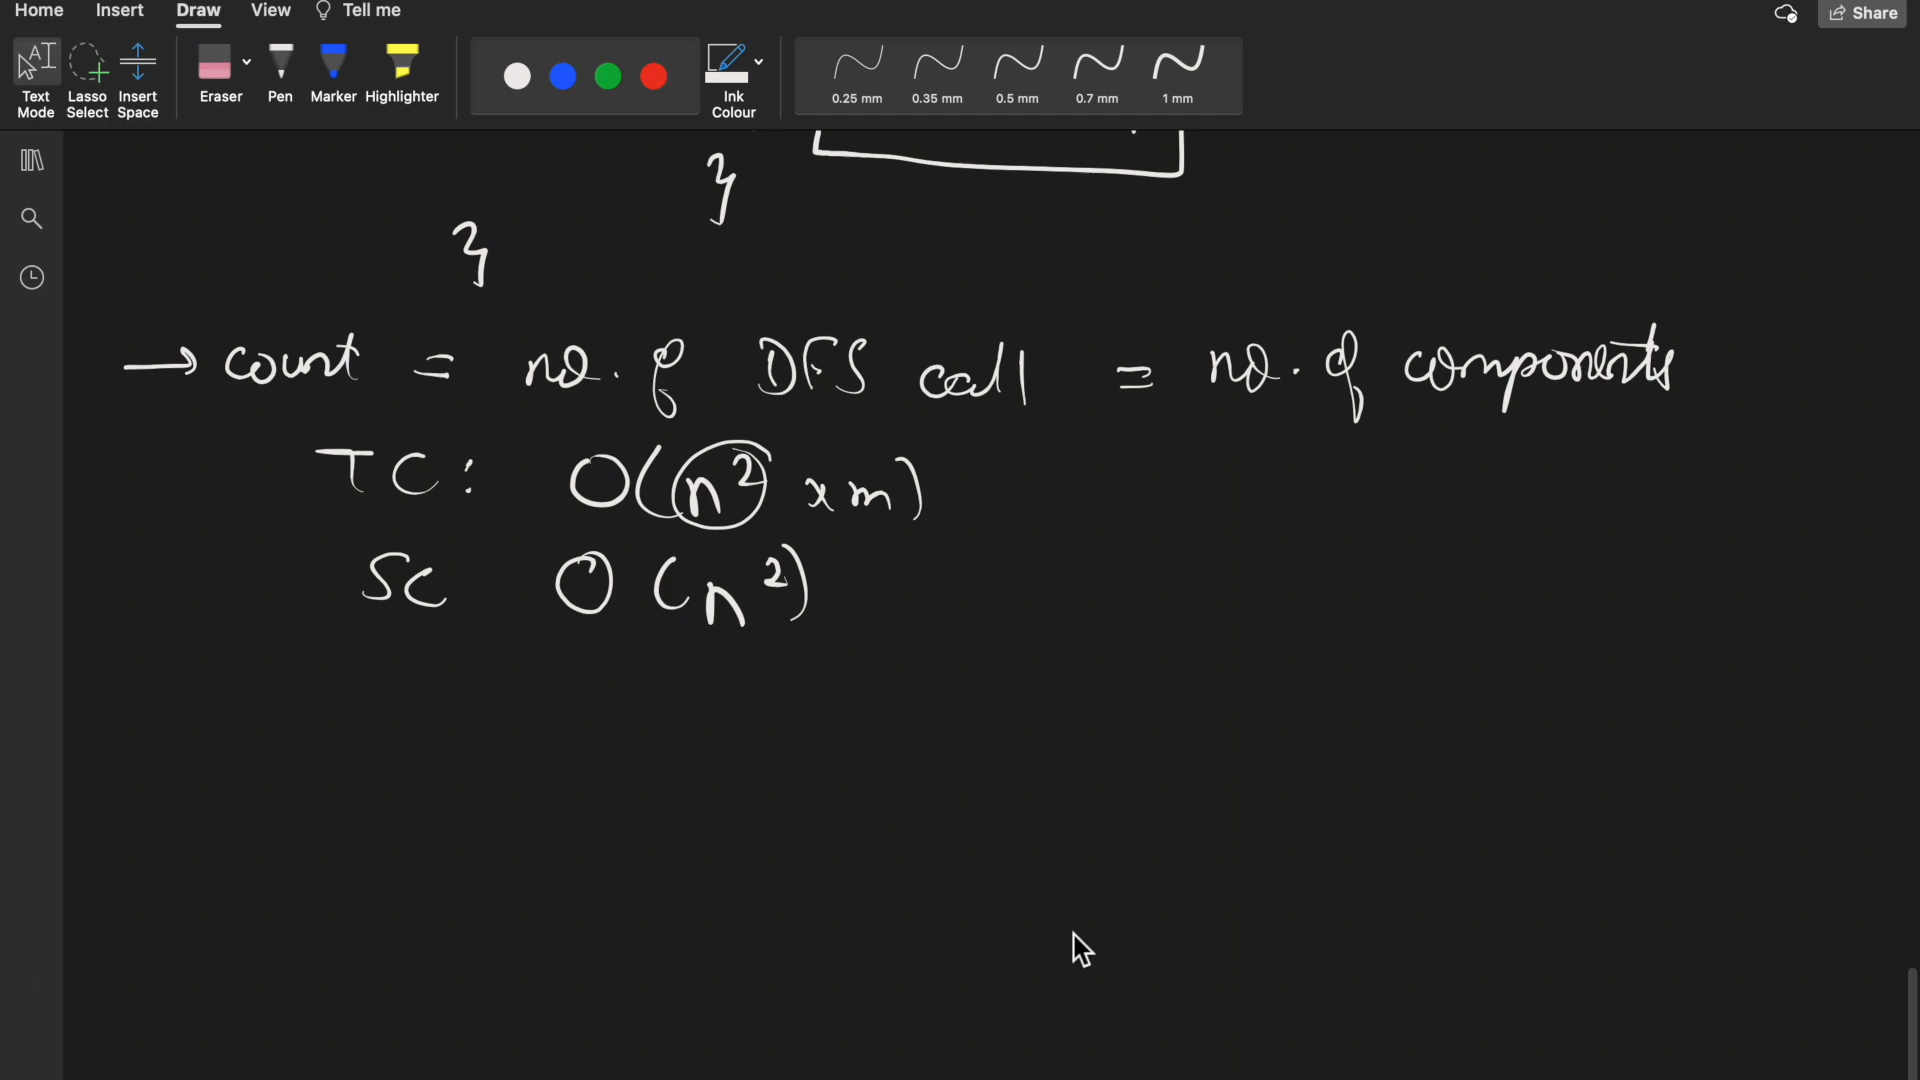 Home Insert Draw View Tell me Share
Text Mode Lasso Select Insert Space Eraser Pen Marker Highlighter Ink Colour 0.25 mm 0.35 mm 0.5 mm 0.7 mm 1 mm
}
}
→ count = no. of DFS call = no. of components
TC: O(n² x m)
SC O(n²)